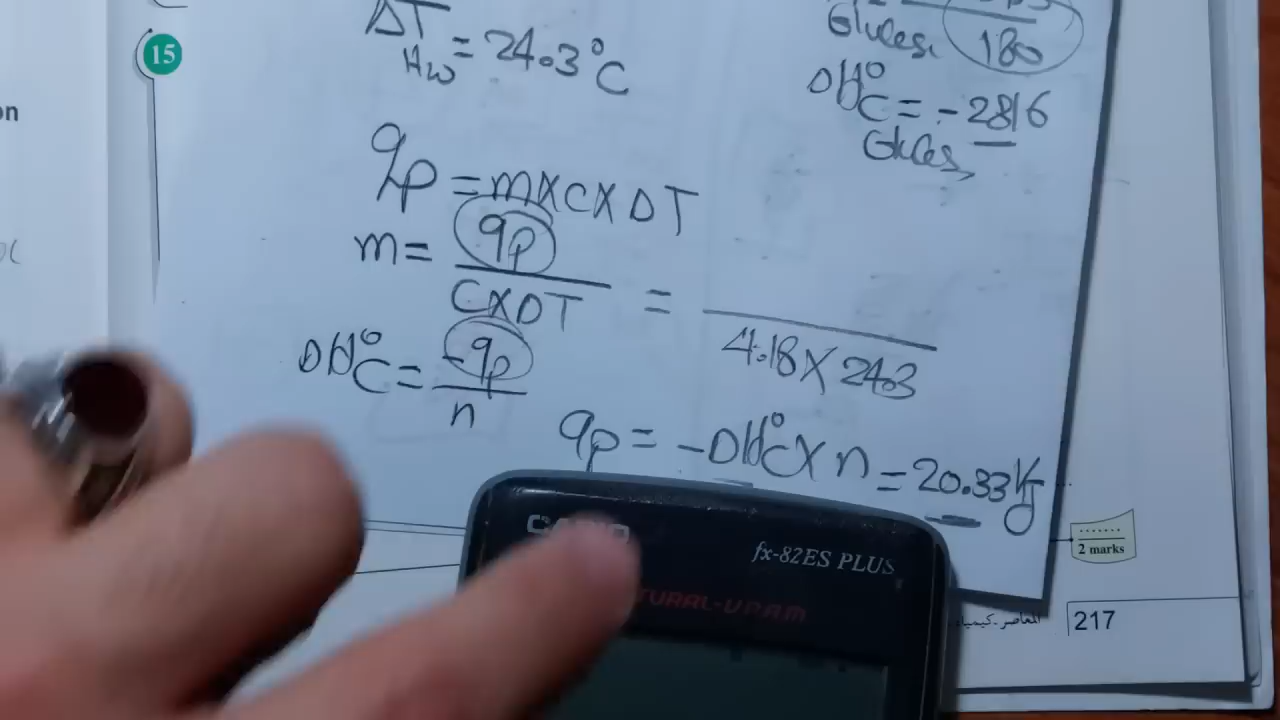 15
ΔT
Hw = 24.3°C
Glucose
180
ΔH°c = -2816
qp = m×c×ΔT
m = qp / C×ΔT =
4.18 × 24.3
ΔH°c = -qp / n
qp = -ΔH°c × n = 20.33 kJ
fx-82ES PLUS
2 marks
217